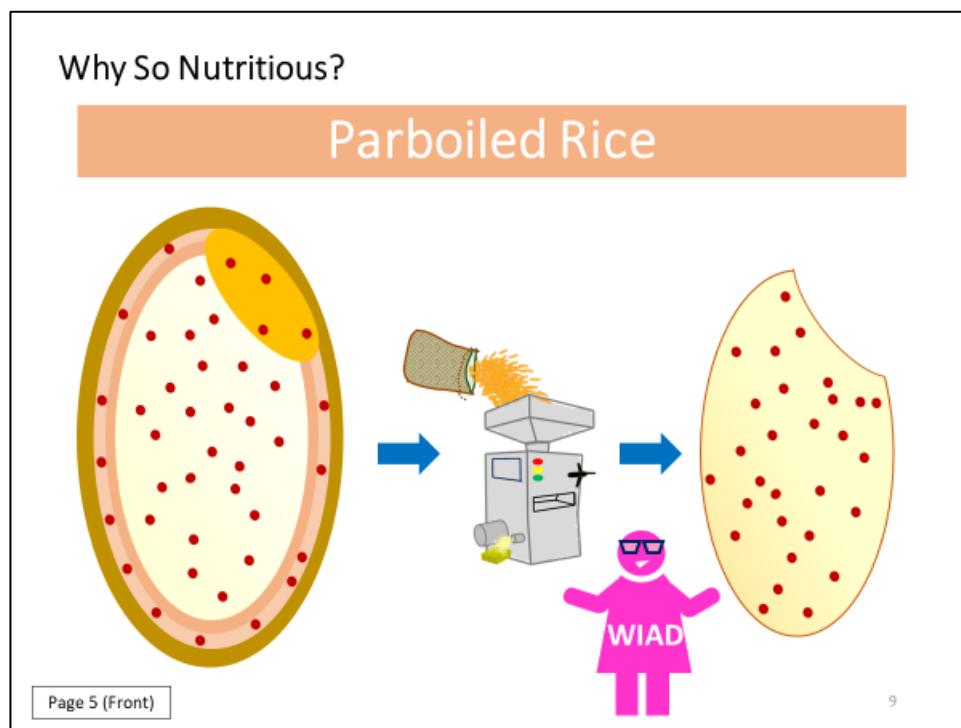 Why So Nutritious?
Parboiled Rice
WIAD
Page 5 (Front)
9